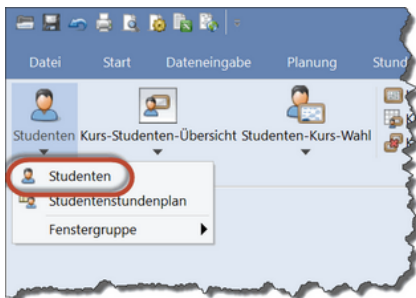 Datei Start Dateneingabe Planung Stund
Studenten Kurs-Studenten-Übersicht Studenten-Kurs-Wahl
Studenten
Studentenstundenplan
Fenstergruppe